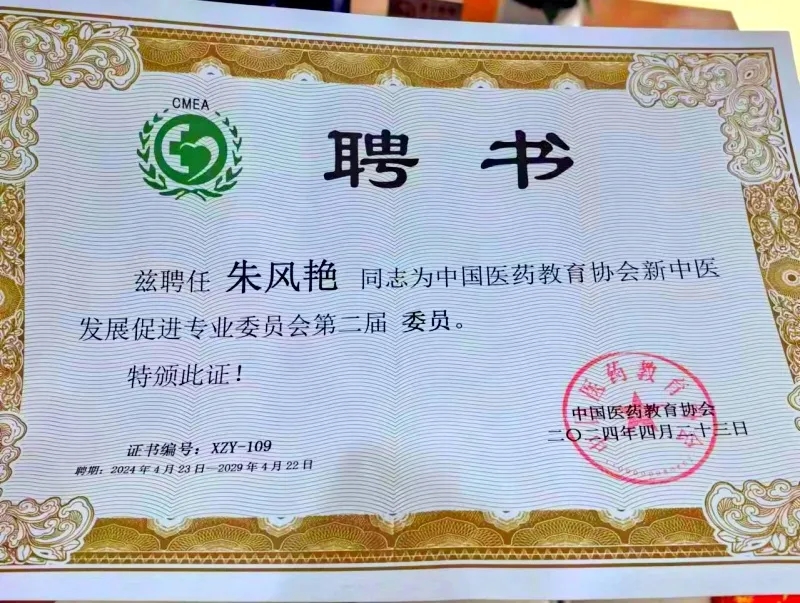 CMEA
聘 书
兹聘任 朱风艳 同志为中国医药教育协会新中医
发展促进专业委员会第二届 委员。
特颁此证！
中国医药教育协会
二〇二四年四月二十三日
证书编号：XZY-109
聘期：2024年4月23日—2029年4月22日